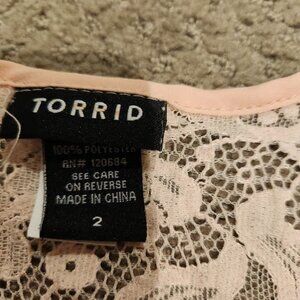 TORRID
100% POLYESTER
RN# 120684
SEE CARE
ON REVERSE
MADE IN CHINA
2